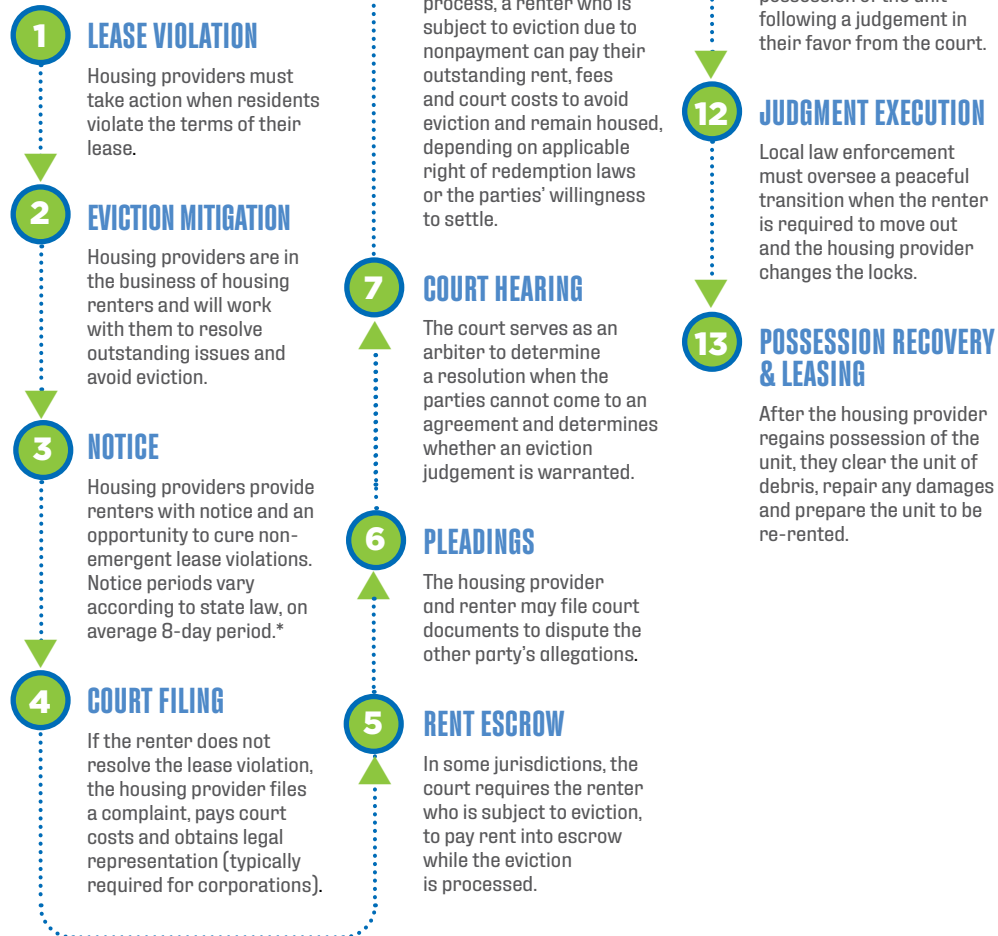 1
LEASE VIOLATION
Housing providers must
take action when residents
violate the terms of their
lease.
2
EVICTION MITIGATION
Housing providers are in
the business of housing
renters and will work
with them to resolve
outstanding issues and
avoid eviction.
3
NOTICE
Housing providers provide
renters with notice and an
opportunity to cure non-
emergent lease violations.
Notice periods vary
according to state law, on
average 8-day period.*
4
COURT FILING
If the renter does not
resolve the lease violation,
the housing provider files
a complaint, pays court
costs and obtains legal
representation (typically
required for corporations).
process, a renter who is
subject to eviction due to
nonpayment can pay their
outstanding rent, fees
and court costs to avoid
eviction and remain housed,
depending on applicable
right of redemption laws
or the parties' willingness
to settle.
7
COURT HEARING
The court serves as an
arbiter to determine
a resolution when the
parties cannot come to an
agreement and determines
whether an eviction
judgement is warranted.
6
PLEADINGS
The housing provider
and renter may file court
documents to dispute the
other party's allegations.
5
RENT ESCROW
In some jurisdictions, the
court requires the renter
who is subject to eviction,
to pay rent into escrow
while the eviction
is processed.
possession of the unit
following a judgement in
their favor from the court.
12
JUDGMENT EXECUTION
Local law enforcement
must oversee a peaceful
transition when the renter
is required to move out
and the housing provider
changes the locks.
13
POSSESSION RECOVERY
& LEASING
After the housing provider
regains possession of the
unit, they clear the unit of
debris, repair any damages
and prepare the unit to be
re-rented.